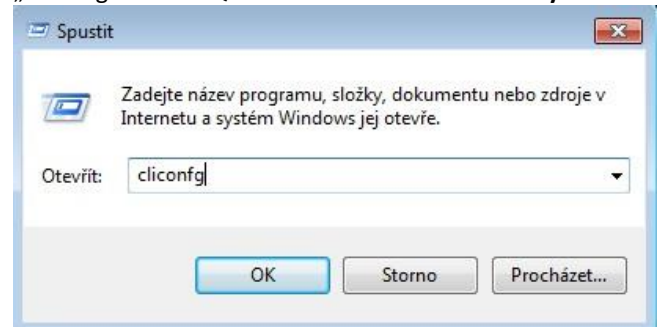 Spustit
Zadejte název programu, složky, dokumentu nebo zdroje v
Internetu a systém Windows jej otevře.
Otevřít: cliconfg
OK Storno Procházet...